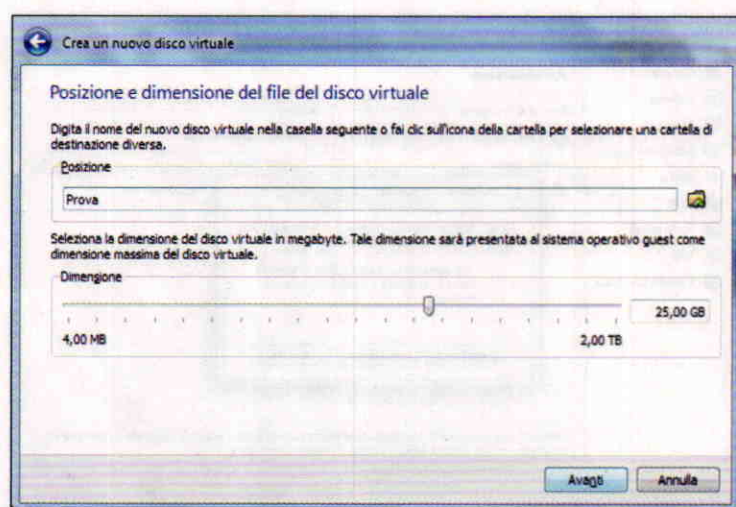 Crea un nuovo disco virtuale
Posizione e dimensione del file del disco virtuale
Digita il nome del nuovo disco virtuale nella casella seguente o fai clic sull'icona della cartella per selezionare una cartella di
destinazione diversa.
Posizione
Prova
Seleziona la dimensione del disco virtuale in megabyte. Tale dimensione sarà presentata al sistema operativo guest come
dimensione massima del disco virtuale.
Dimensione
25,00 GB
4,00 MB 2,00 TB
Avanti Annulla